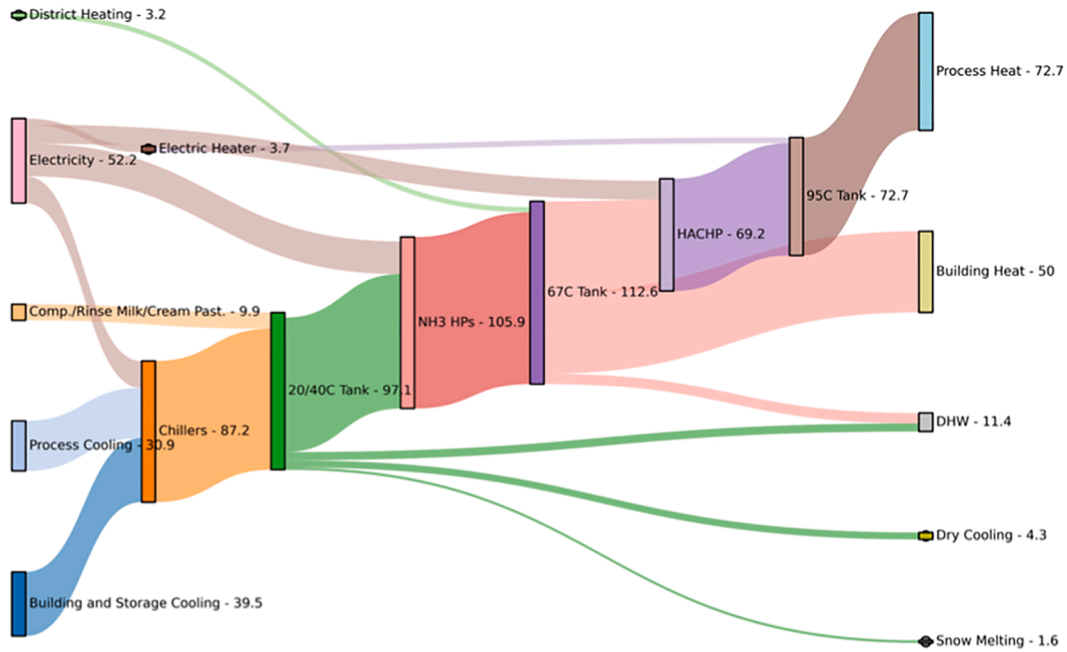 District Heating - 3.2
Process Heat - 72.7
Electric Heater - 3.7
Electricity - 52.2
95C Tank - 72.7
HACHP - 69.2
Building Heat - 50
67C Tank - 112.6
Comp./Rinse Milk/Cream Past. - 9.9
NH3 HPs - 105.9
20/40C Tank - 97.1
DHW - 11.4
Chillers - 87.2
Process Cooling - 30.9
Dry Cooling - 4.3
Building and Storage Cooling - 39.5
Snow Melting - 1.6